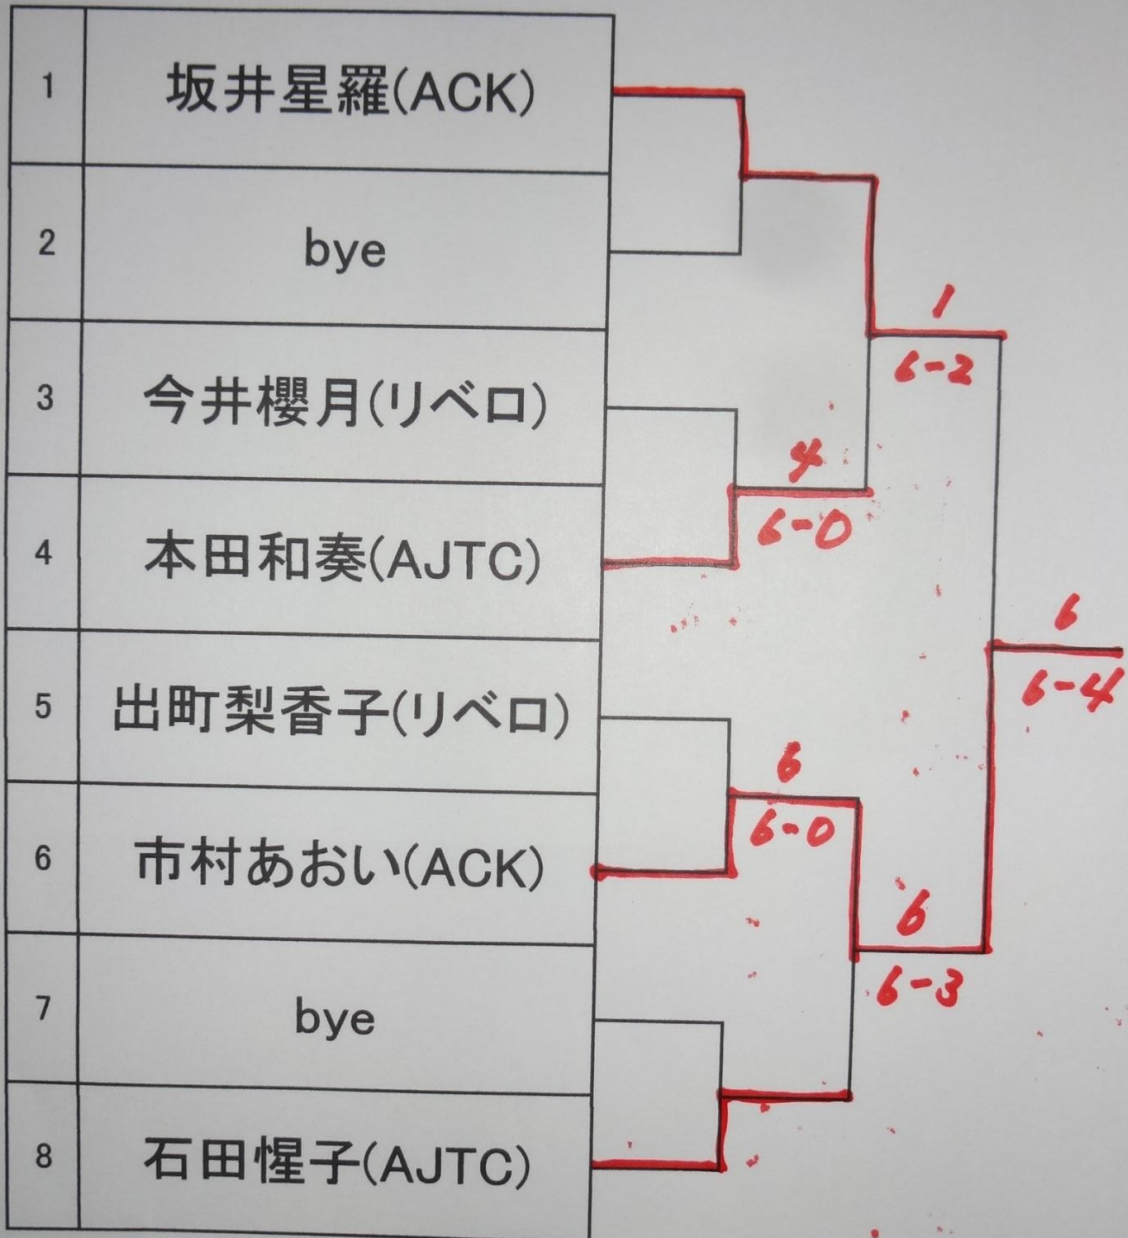 1 坂井星羅(ACK)
2 bye
1
6-2
3 今井櫻月(リベロ)
4
6-0
4 本田和奏(AJTC)
6
6-4
5 出町梨香子(リベロ)
6
6-0
6 市村あおい(ACK)
6
6-3
7 bye
8 石田惺子(AJTC)